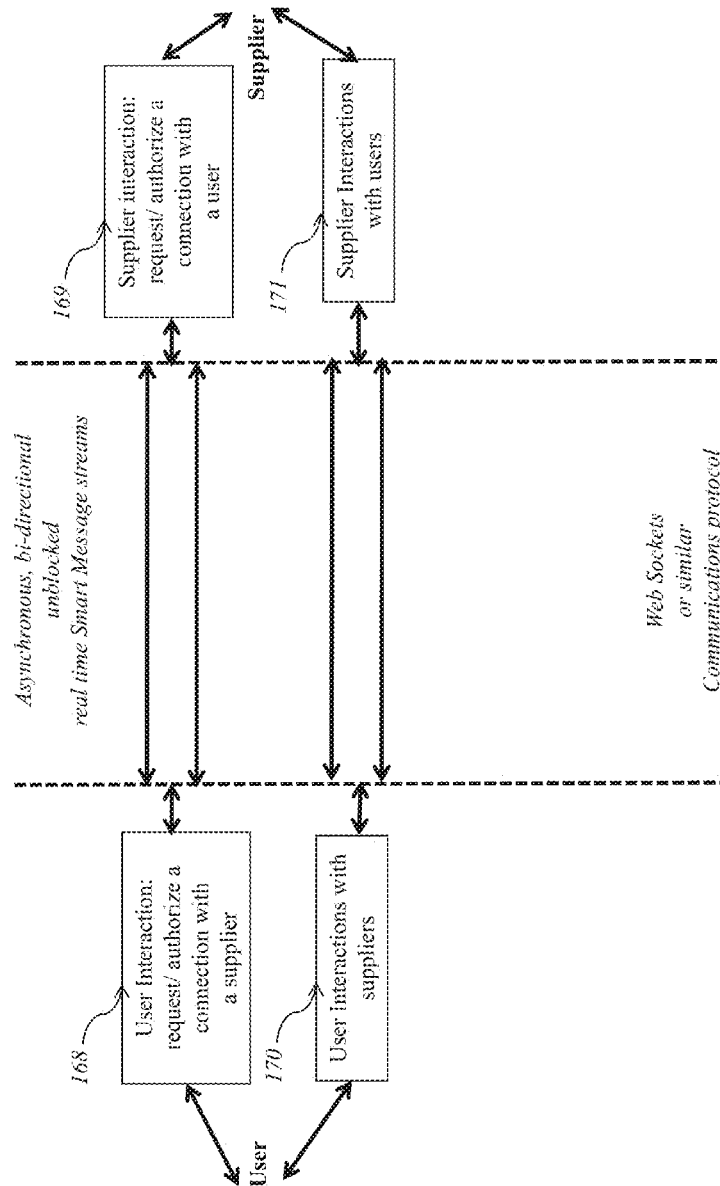 Asynchronous, bi-directional
unblocked
real time Smart Message streams
168
User Interaction:
request/ authorize a
connection with
a supplier
169
Supplier interaction:
request/ authorize a
connection with
a user
User
Supplier
170
User Interactions with
suppliers
171
Supplier Interactions
with users
Web Sockets
or similar
Communications protocol